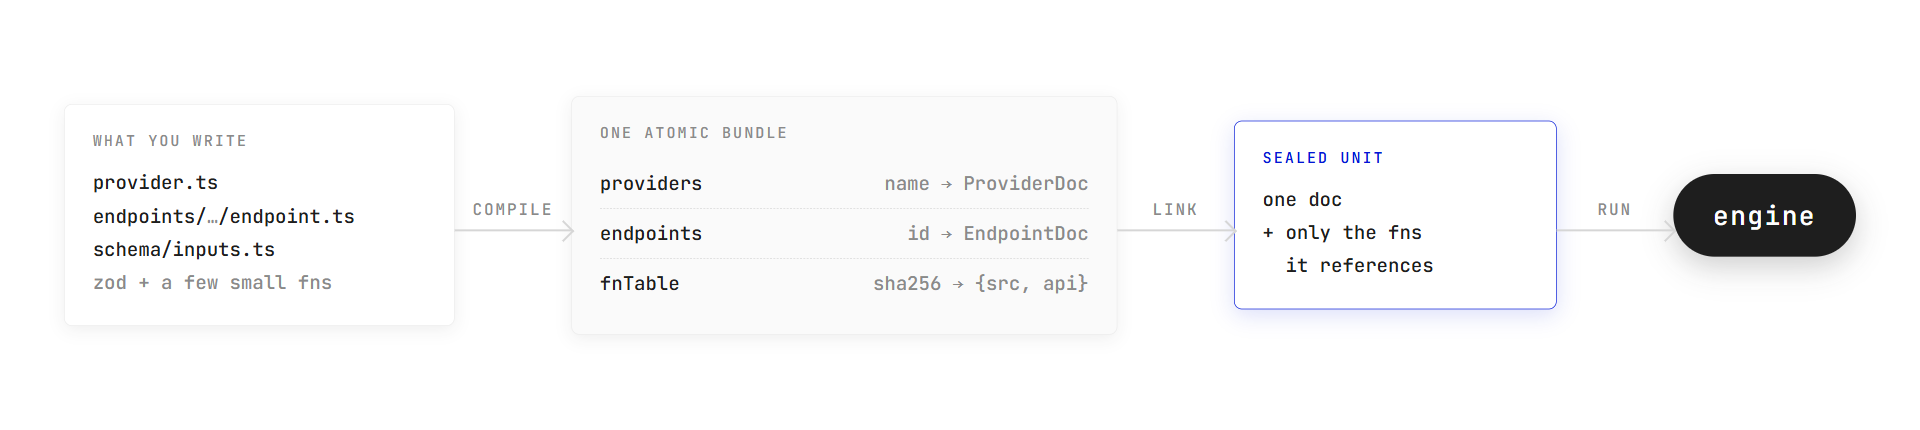 WHAT YOU WRITE
provider.ts
endpoints/…/endpoint.ts
schema/inputs.ts
zod + a few small fns
COMPILE
ONE ATOMIC BUNDLE
providers name → ProviderDoc
endpoints id → EndpointDoc
fnTable sha256 → {src, api}
LINK
SEALED UNIT
one doc
+ only the fns
it references
RUN
engine